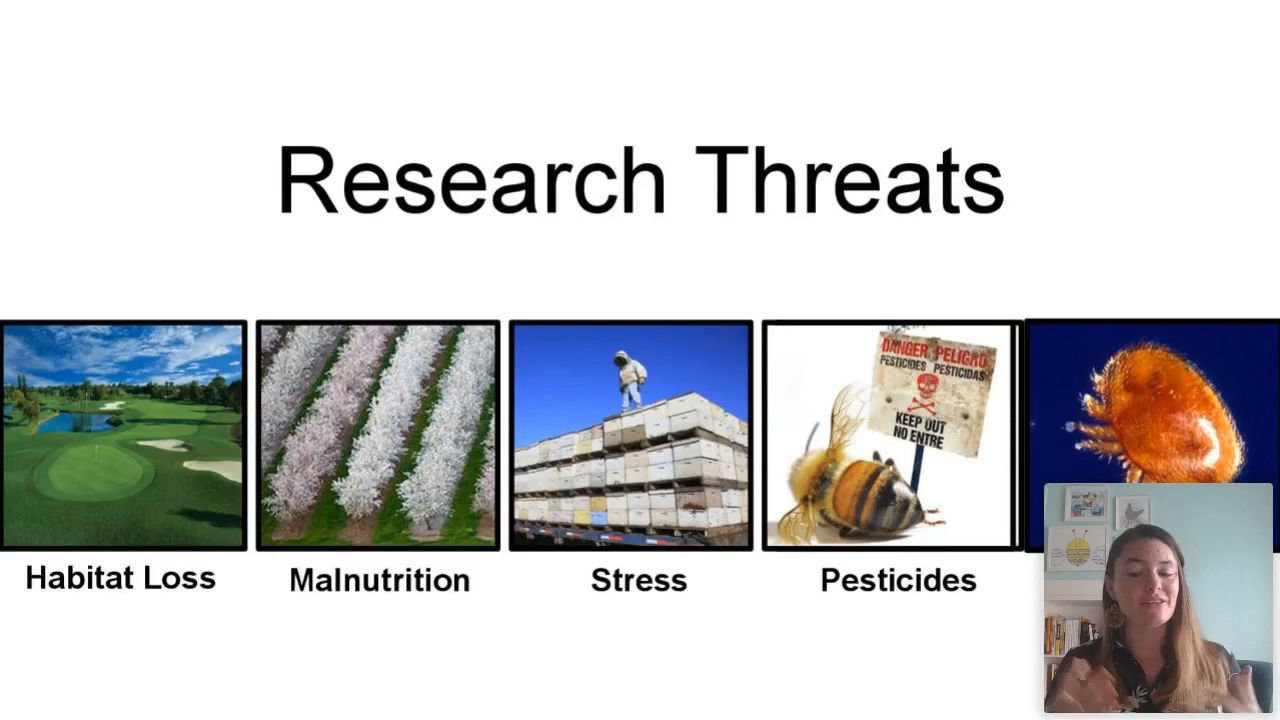 Research Threats
DANGER PELIGRO
PESTICIDES PESTICIDAS
KEEP OUT
NO ENTRE
Habitat Loss
Malnutrition
Stress
Pesticides